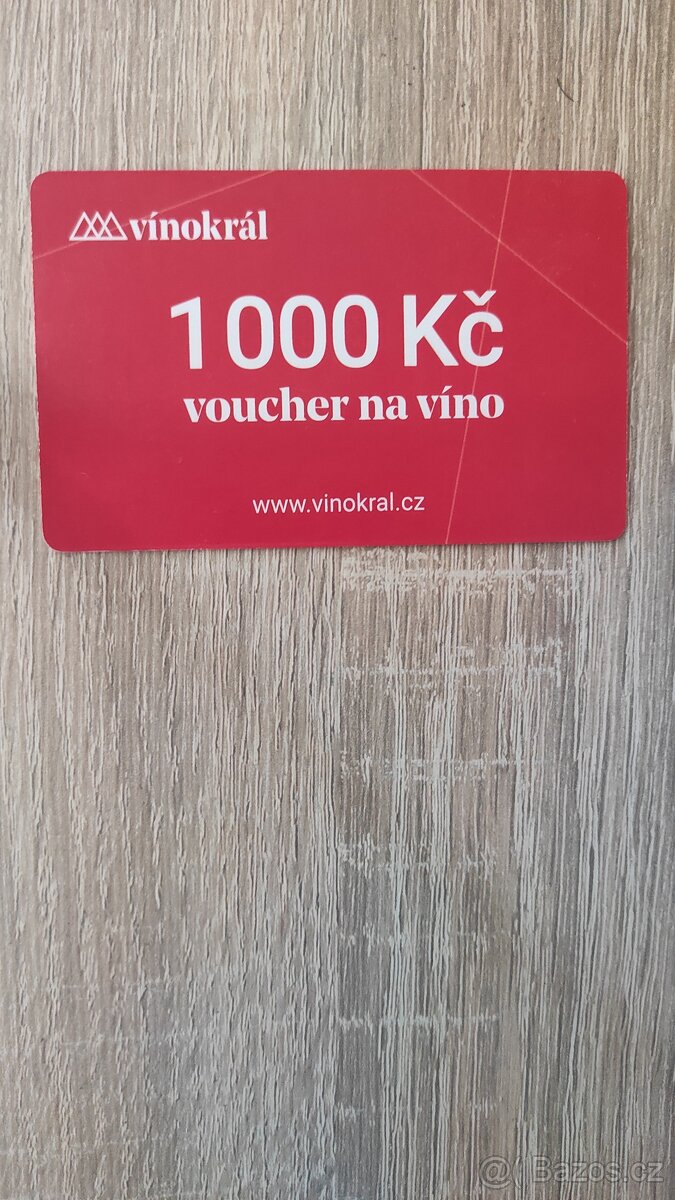 vínokrál
1 000 Kč
voucher na víno
www.vinokral.cz
@ Bazos.cz